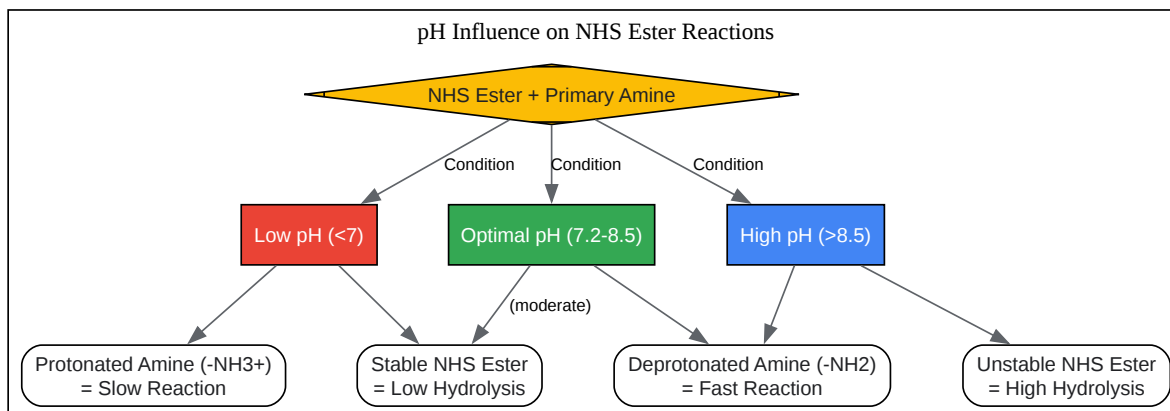 pH Influence on NHS Ester Reactions
NHS Ester + Primary Amine
Condition
Condition
Condition
Low pH (<7)
Optimal pH (7.2-8.5)
High pH (>8.5)
(moderate)
Protonated Amine (-NH3+)
= Slow Reaction
Stable NHS Ester
= Low Hydrolysis
Deprotonated Amine (-NH2)
= Fast Reaction
Unstable NHS Ester
= High Hydrolysis